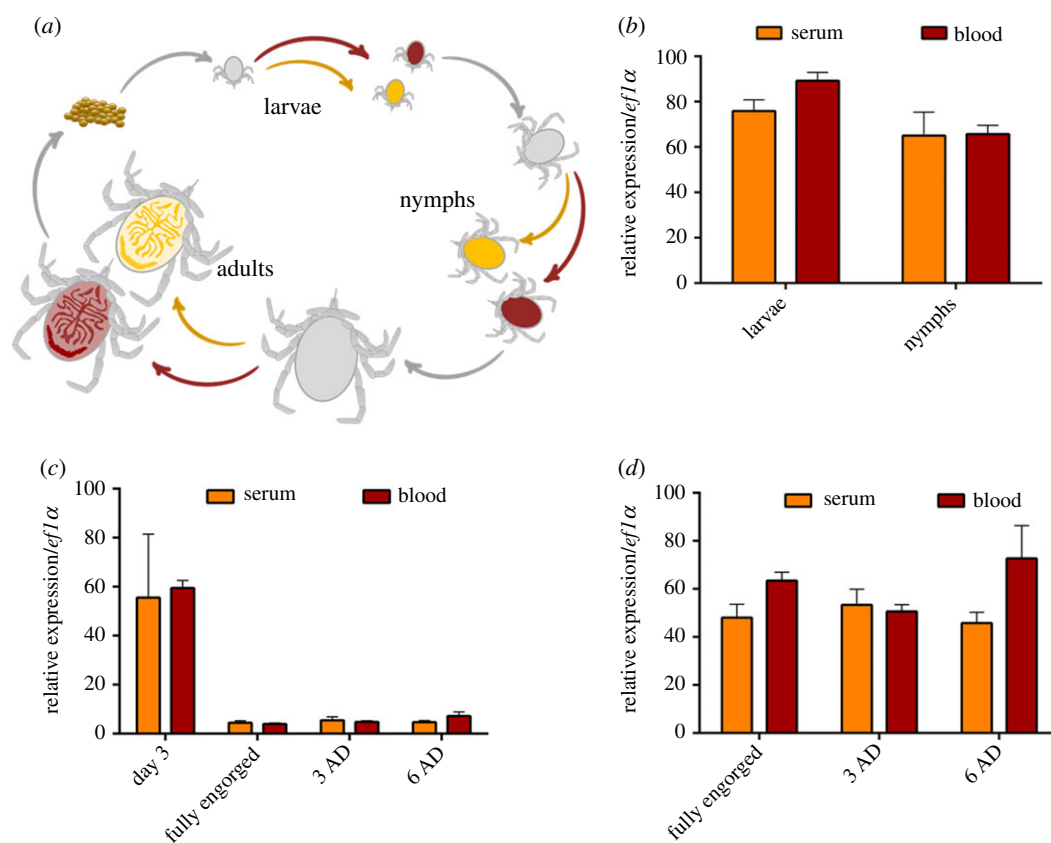 (a)
larvae
nymphs
adults
(b)
serum
blood
relative expression/ef1α
100
80
60
40
20
0
larvae
nymphs
(c)
serum
blood
relative expression/ef1α
100
80
60
40
20
0
day 3
fully engorged
3 AD
6 AD
(d)
serum
blood
relative expression/ef1α
100
80
60
40
20
0
fully engorged
3 AD
6 AD